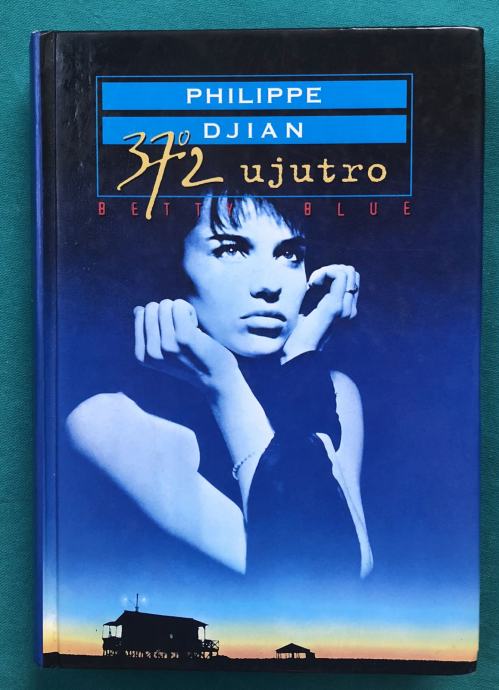 PHILIPPE
DJIAN
37°2 ujutro
BETTY BLUE